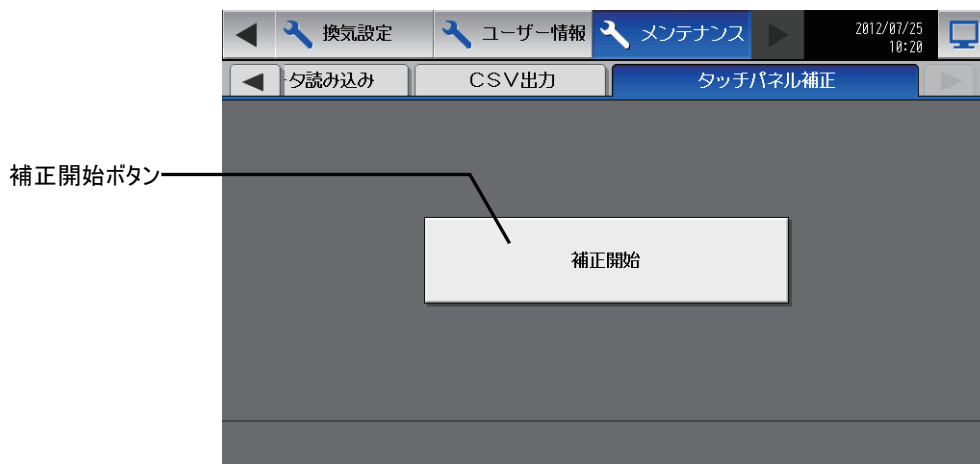 換気設定
ユーザー情報
メンテナンス
2012/07/25
10:20
タ読み込み
CSV出力
タッチパネル補正
補正開始ボタン
補正開始